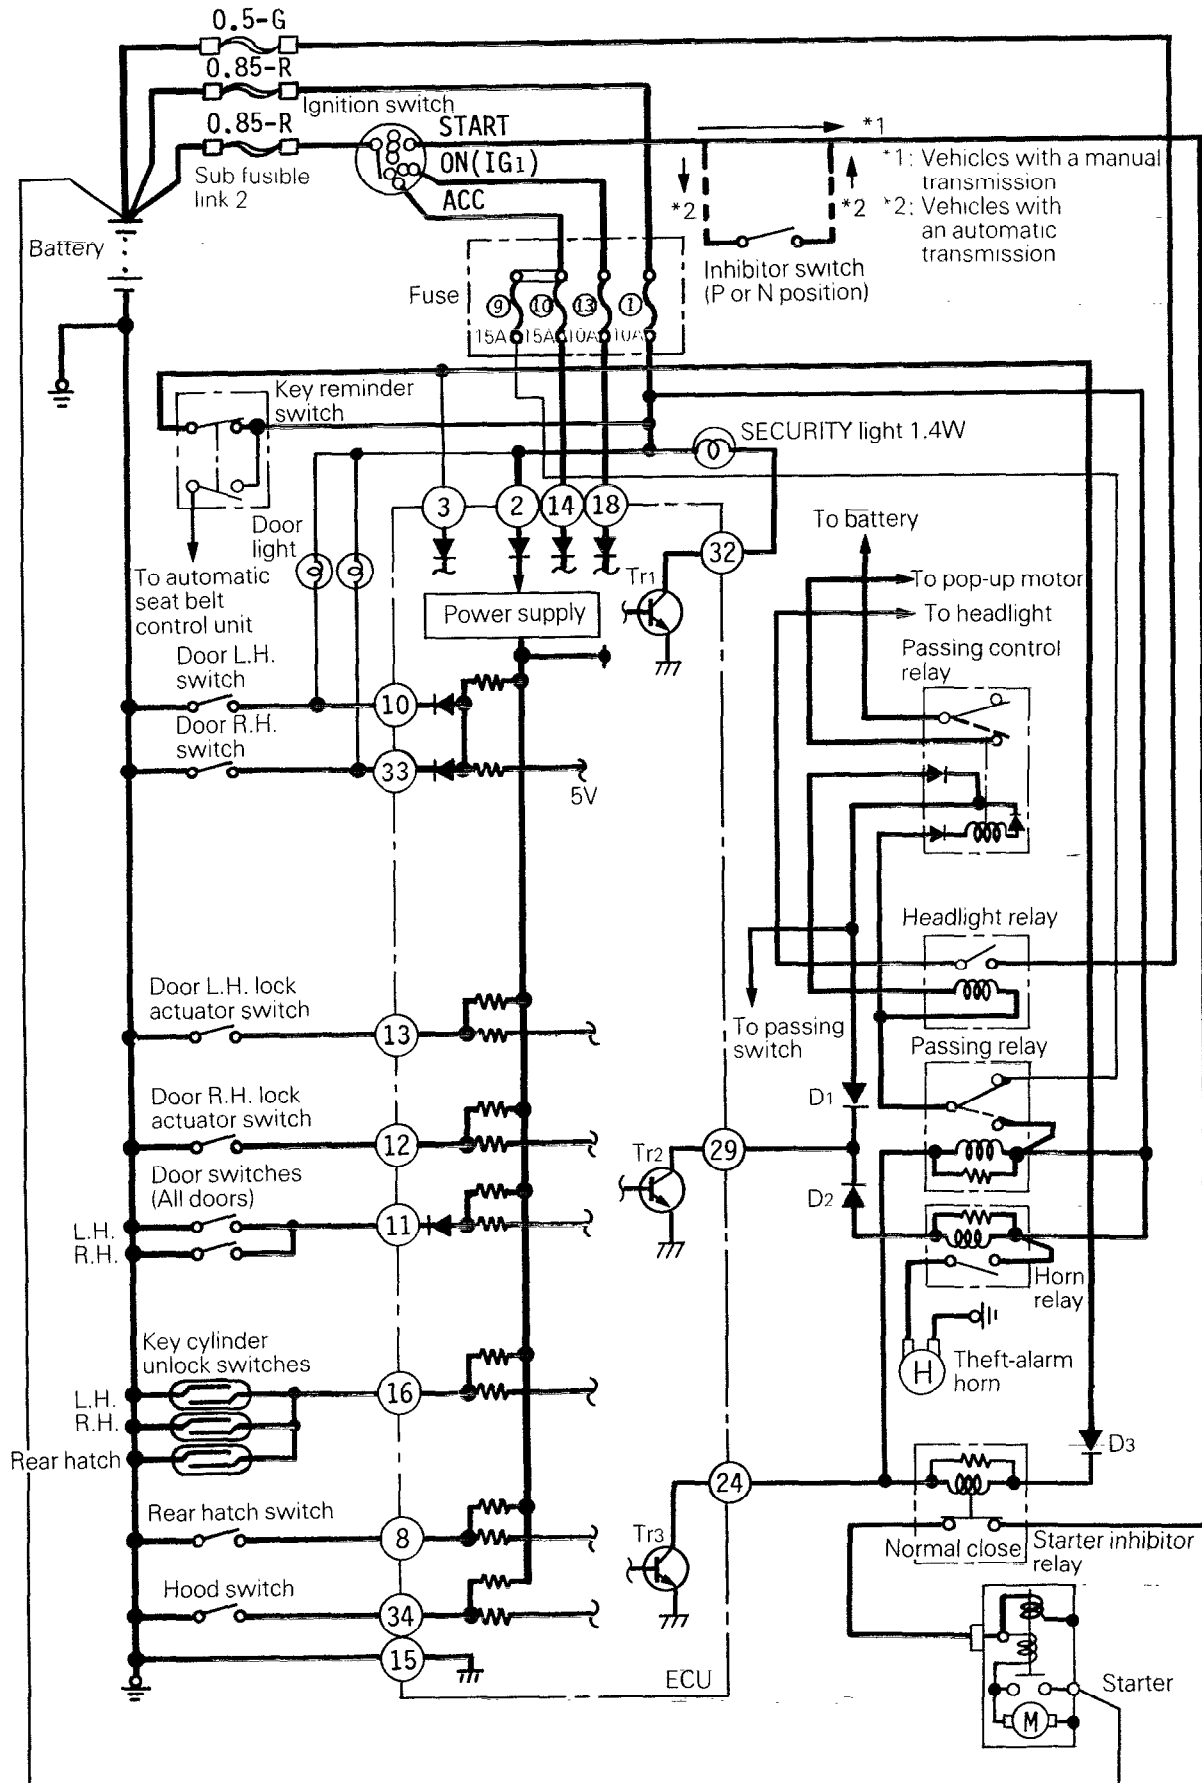 0.5-G
0.85-R
Ignition switch
0.85-R
START
*1
ON(IG1)
*1: Vehicles with a manual
transmission
Sub fusible
link 2
ACC
*2
*2
*2: Vehicles with
an automatic
transmission
Battery
Inhibitor switch
(P or N position)
Fuse
9
10
13
1
15A
15A
10A
10A
Key reminder
switch
SECURITY light 1.4W
3
2
14
18
Door
light
To battery
32
To automatic
seat belt
control unit
Tr1
To pop-up motor
Power supply
To headlight
Passing control
relay
Door L.H.
switch
10
Door R.H.
switch
33
5V
Headlight relay
Door L.H. lock
actuator switch
13
To passing
switch
Passing relay
Door R.H. lock
actuator switch
12
D1
Tr2
29
Door switches
(All doors)
D2
L.H.
R.H.
11
Horn
relay
Key cylinder
unlock switches
H
Theft-alarm
horn
L.H.
R.H.
16
Rear hatch
D3
24
Rear hatch switch
8
Tr3
Normal close
Starter inhibitor
relay
Hood switch
34
15
ECU
Starter
M